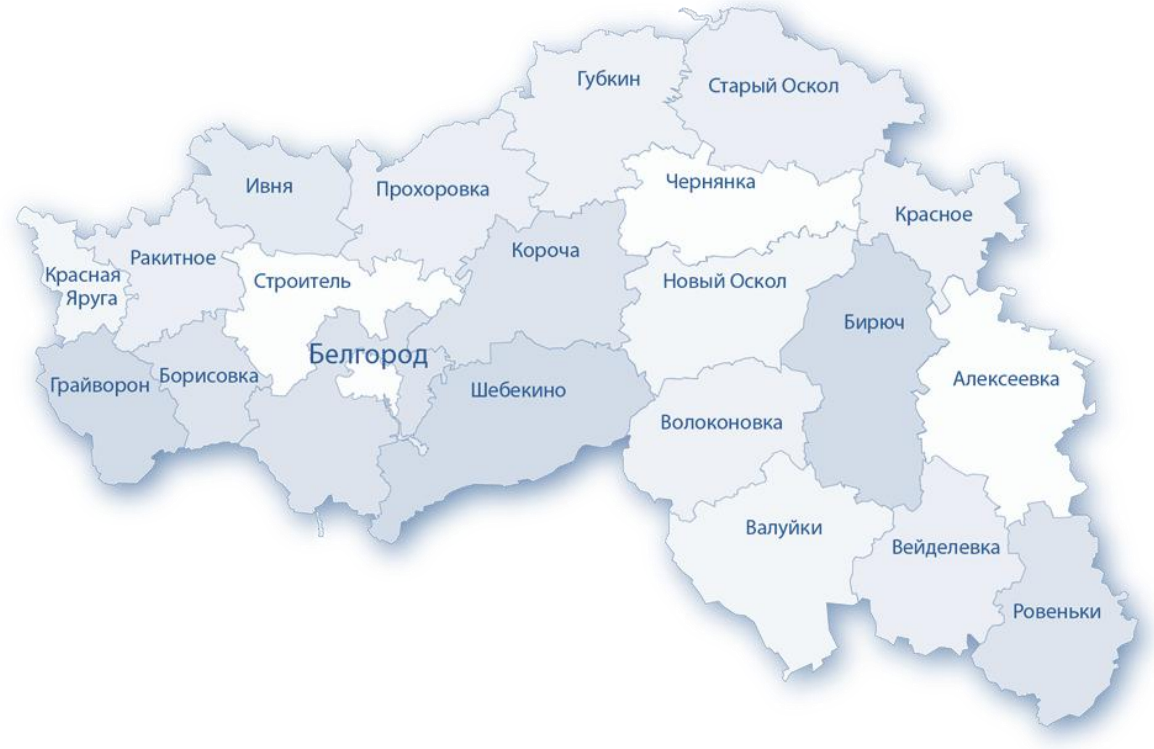 Губкин
Старый Оскол
Ивня
Прохоровка
Чернянка
Красное
Ракитное
Короча
Красная
Яруга
Строитель
Новый Оскол
Бирюч
Белгород
Грайворон
Борисовка
Шебекино
Алексеевка
Волоконовка
Валуйки
Вейделевка
Ровеньки